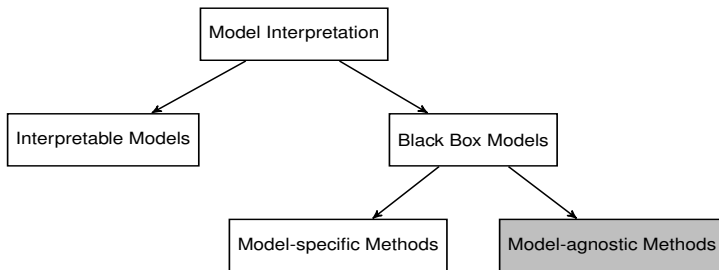 Model Interpretation
Interpretable Models
Black Box Models
Model-specific Methods
Model-agnostic Methods